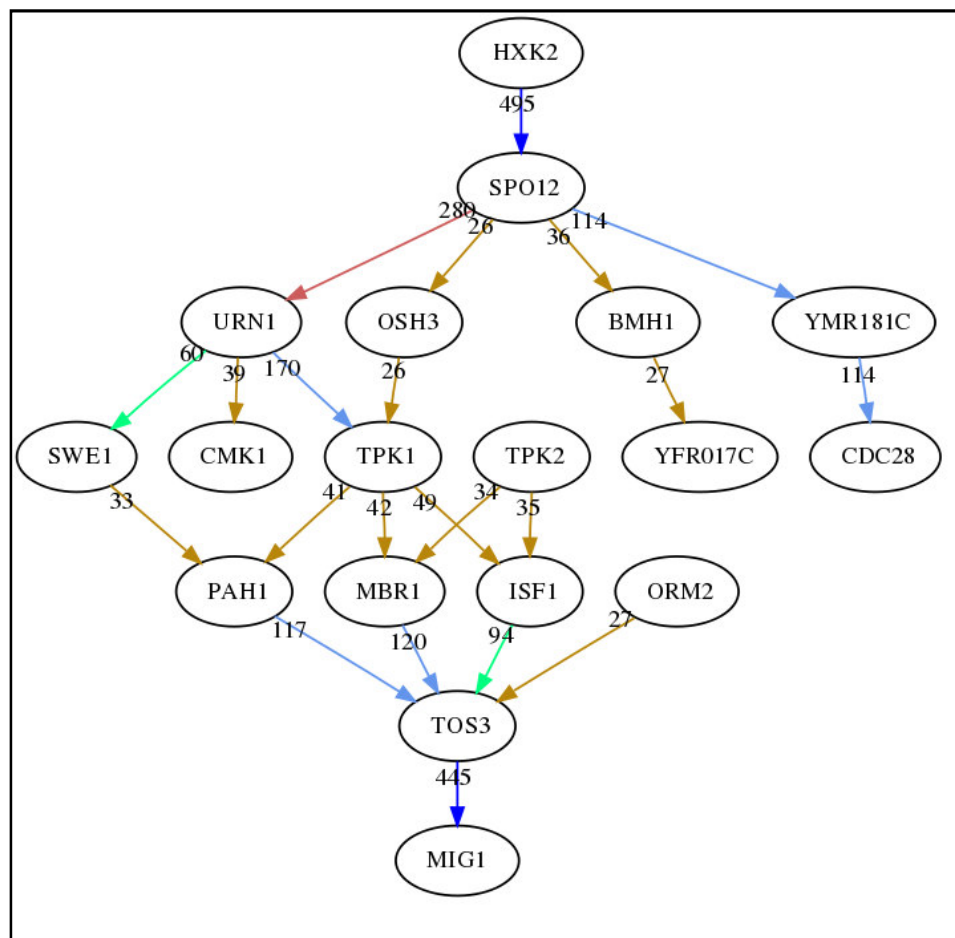 HXK2
495
SPO12
280 26 36 114
URN1 OSH3 BMH1 YMR181C
60 39 170 26 27 114
SWE1 CMK1 TPK1 TPK2 YFR017C CDC28
33 41 42 49 34 35
PAH1 MBR1 ISF1 ORM2
117 120 94 27
TOS3
445
MIG1